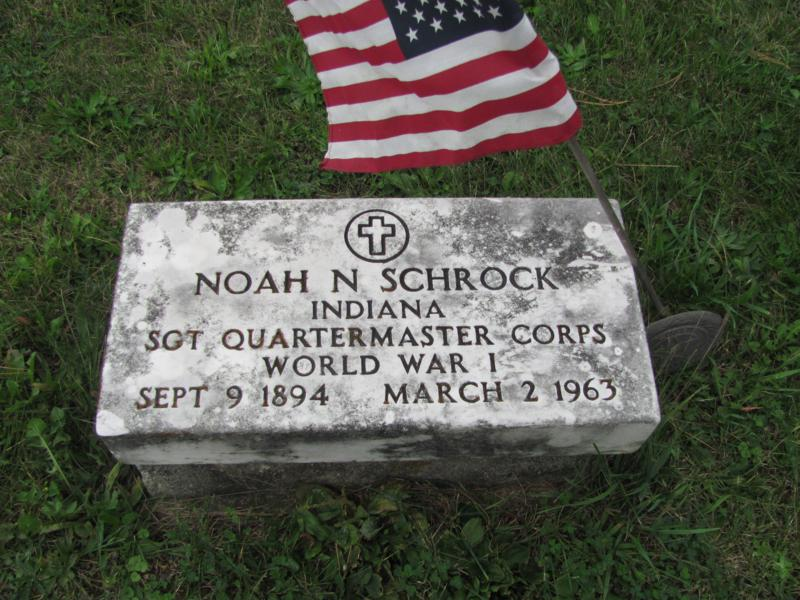 NOAH N SCHROCK
INDIANA
SGT QUARTERMASTER CORPS
WORLD WAR I
SEPT 9 1894 MARCH 2 1963